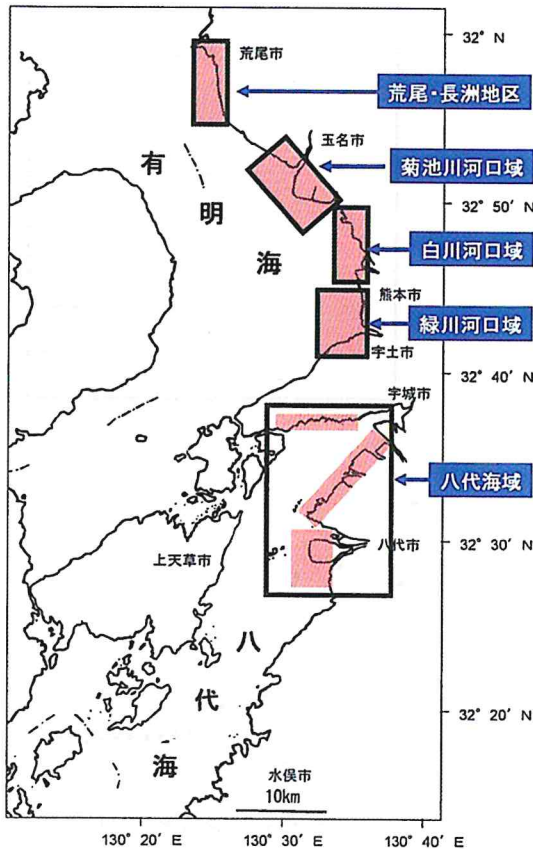 32° N
荒尾市
荒尾・長洲地区
玉名市
菊池川河口域
有明海
32° 50′ N
白川河口域
熊本市
緑川河口域
宇土市
32° 40′ N
宇城市
八代海域
32° 30′ N
八代市
上天草市
八代海
32° 20′ N
水俣市
10km
130° 20′ E
130° 30′ E
130° 40′ E